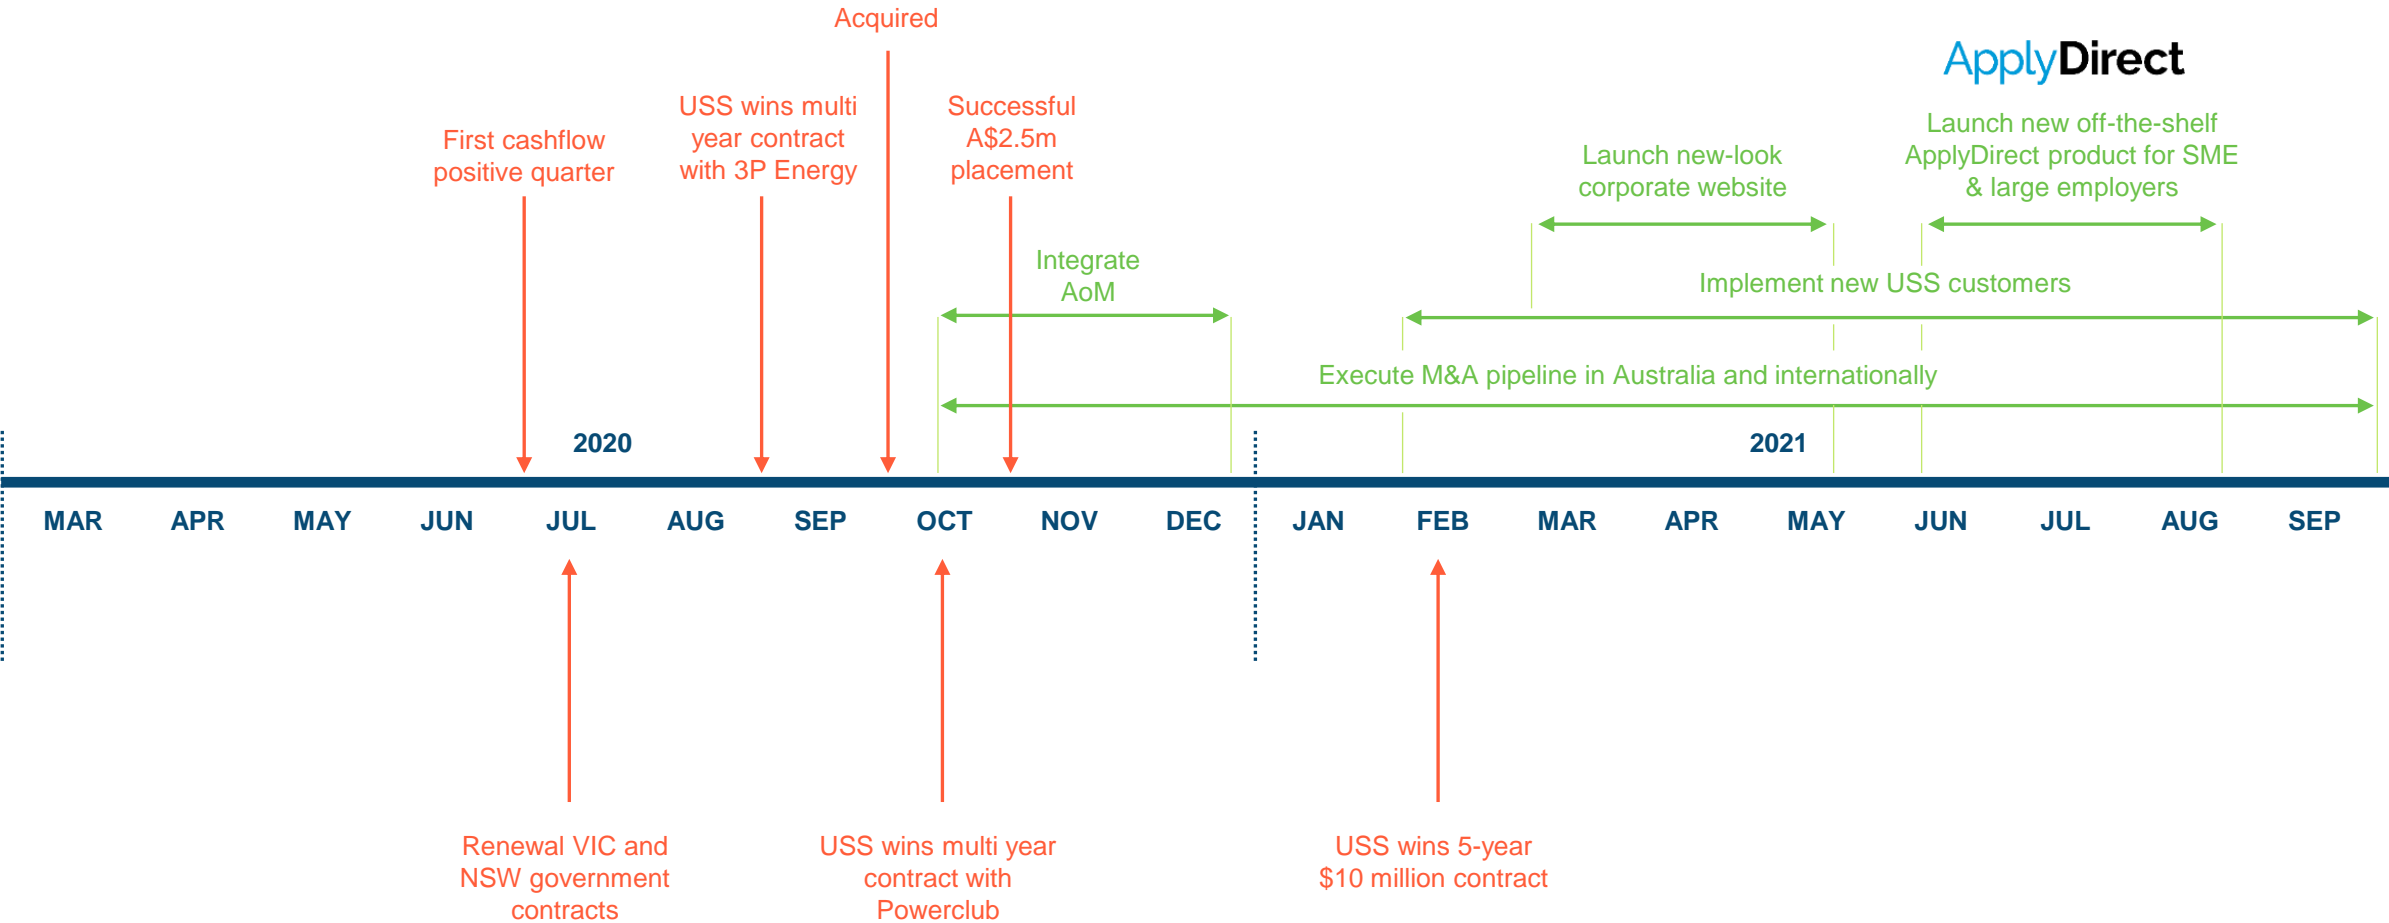 Acquired
ApplyDirect
First cashflow
positive quarter
USS wins multi
year contract
with 3P Energy
Successful
A$2.5m
placement
Launch new-look
corporate website
Launch new off-the-shelf
ApplyDirect product for SME
& large employers
Integrate
AoM
Implement new USS customers
Execute M&A pipeline in Australia and internationally
2020
2021
MAR APR MAY JUN JUL AUG SEP OCT NOV DEC JAN FEB MAR APR MAY JUN JUL AUG SEP
Renewal VIC and
NSW government
contracts
USS wins multi year
contract with
Powerclub
USS wins 5-year
$10 million contract